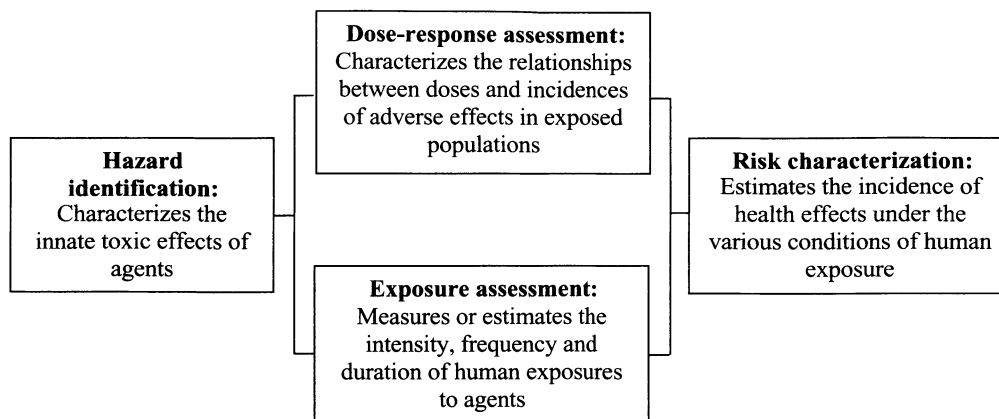 Hazard
identification:
Characterizes the
innate toxic effects of
agents
Dose-response assessment:
Characterizes the relationships
between doses and incidences
of adverse effects in exposed
populations
Exposure assessment:
Measures or estimates the
intensity, frequency and
duration of human exposures
to agents
Risk characterization:
Estimates the incidence of
health effects under the
various conditions of human
exposure